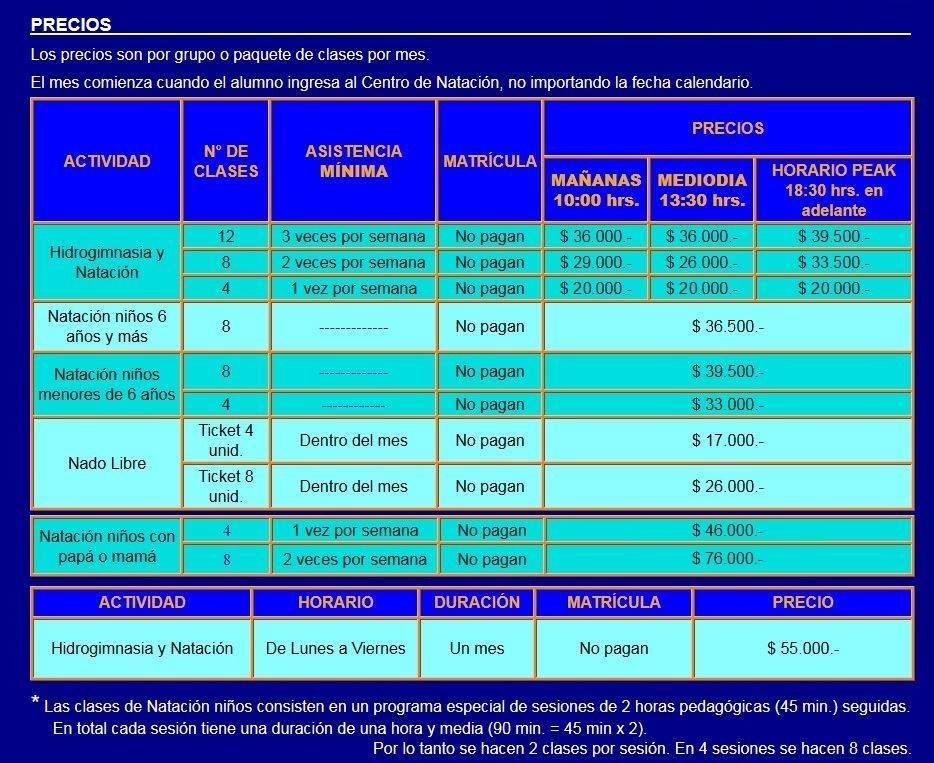 PRECIOS
Los precios son por grupo o paquete de clases por mes.
El mes comienza cuando el alumno ingresa al Centro de Natación, no importando la fecha calendario.
ACTIVIDAD
N° DE
CLASES
ASISTENCIA
MÍNIMA
MATRÍCULA
PRECIOS
MAÑANAS
10:00 hrs.
MEDIODIA
13:30 hrs.
HORARIO PEAK
18:30 hrs. en
adelante
Hidrogimnasia y
Natación
12 3 veces por semana No pagan $ 36.000.- $ 36.000.- $ 39.500.-
8 2 veces por semana No pagan $ 29.000.- $ 26.000.- $ 33.500.-
4 1 vez por semana No pagan $ 20.000.- $ 20.000.- $ 20.000.-
Natación niños 6
años y más
8 ------------- No pagan $ 36.500.-
Natación niños
menores de 6 años
8 ------------- No pagan $ 39.500.-
4 ------------ No pagan $ 33.000.-
Nado Libre
Ticket 4
unid.
Dentro del mes No pagan $ 17.000.-
Ticket 8
unid.
Dentro del mes No pagan $ 26.000.-
Natación niños con
papá o mamá
4 1 vez por semana No pagan $ 46.000.-
8 2 veces por semana No pagan $ 76.000.-
ACTIVIDAD HORARIO DURACIÓN MATRÍCULA PRECIO
Hidrogimnasia y Natación De Lunes a Viernes Un mes No pagan $ 55.000.-
* Las clases de Natación niños consisten en un programa especial de sesiones de 2 horas pedagógicas (45 min.) seguidas.
En total cada sesión tiene una duración de una hora y media (90 min. = 45 min x 2).
Por lo tanto se hacen 2 clases por sesión. En 4 sesiones se hacen 8 clases.